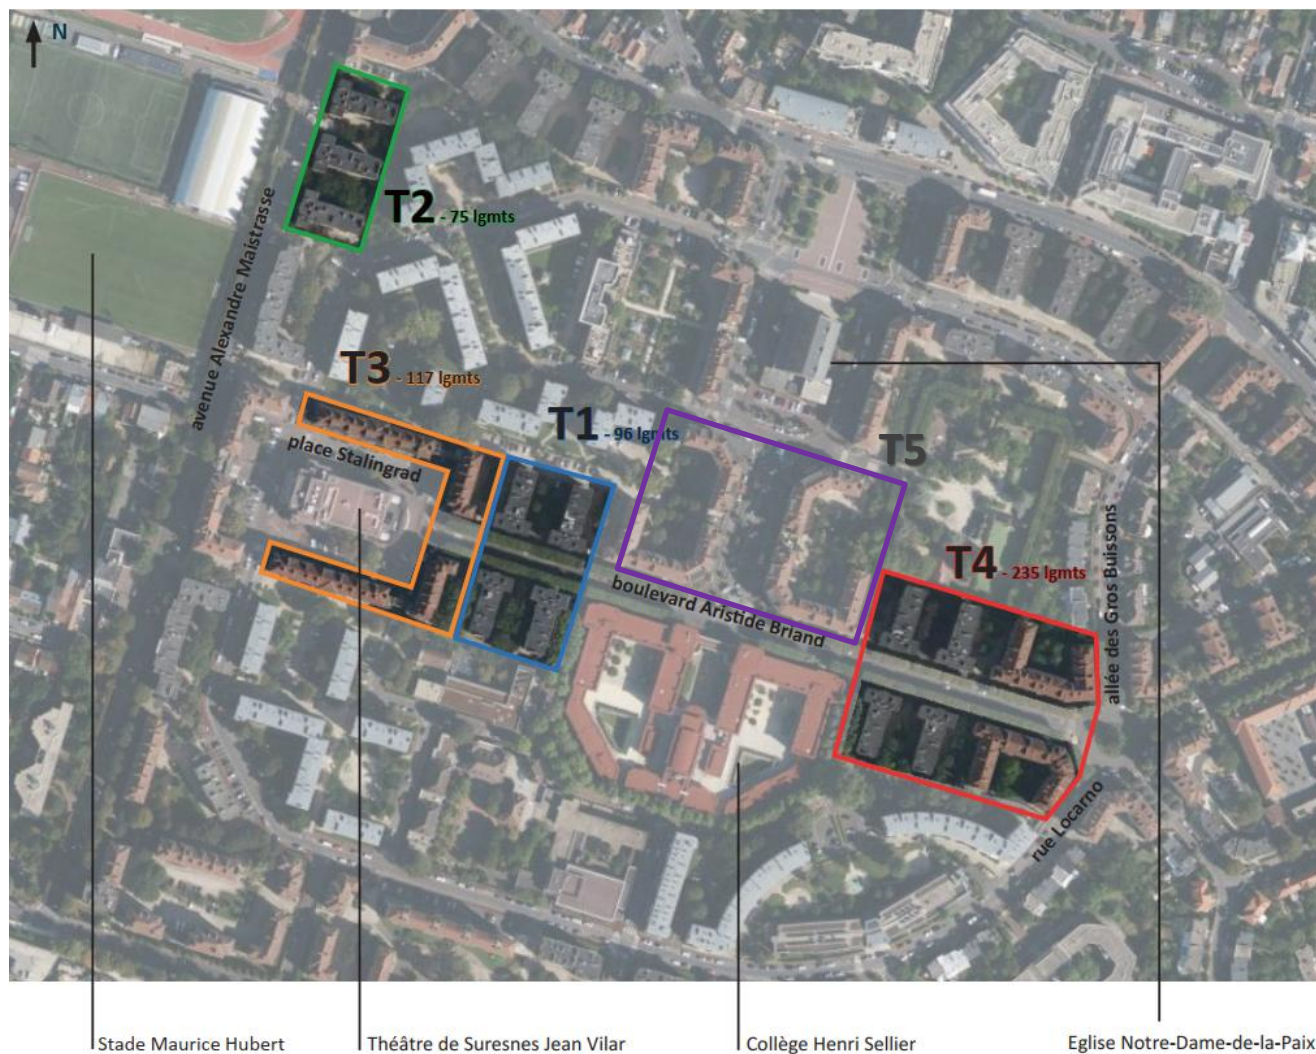 N
T2 - 75 lgmts
avenue Alexandre Maistrasse
T3 - 117 lgmts
place Stalingrad
T1 - 96 lgmts
T5
boulevard Aristide Briand
T4 - 235 lgmts
allée des Gros Buissons
rue Locarno
Stade Maurice Hubert
Théâtre de Suresnes Jean Vilar
Collège Henri Sellier
Eglise Notre-Dame-de-la-Paix